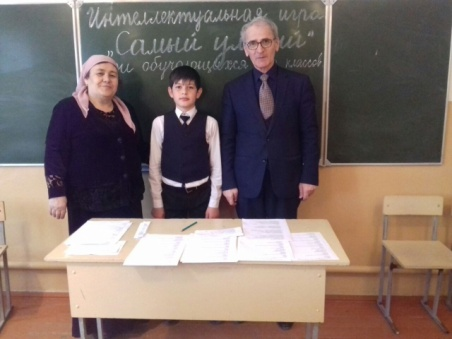 Интеллектуальная игра
"Самый умный"
обучающихся классов